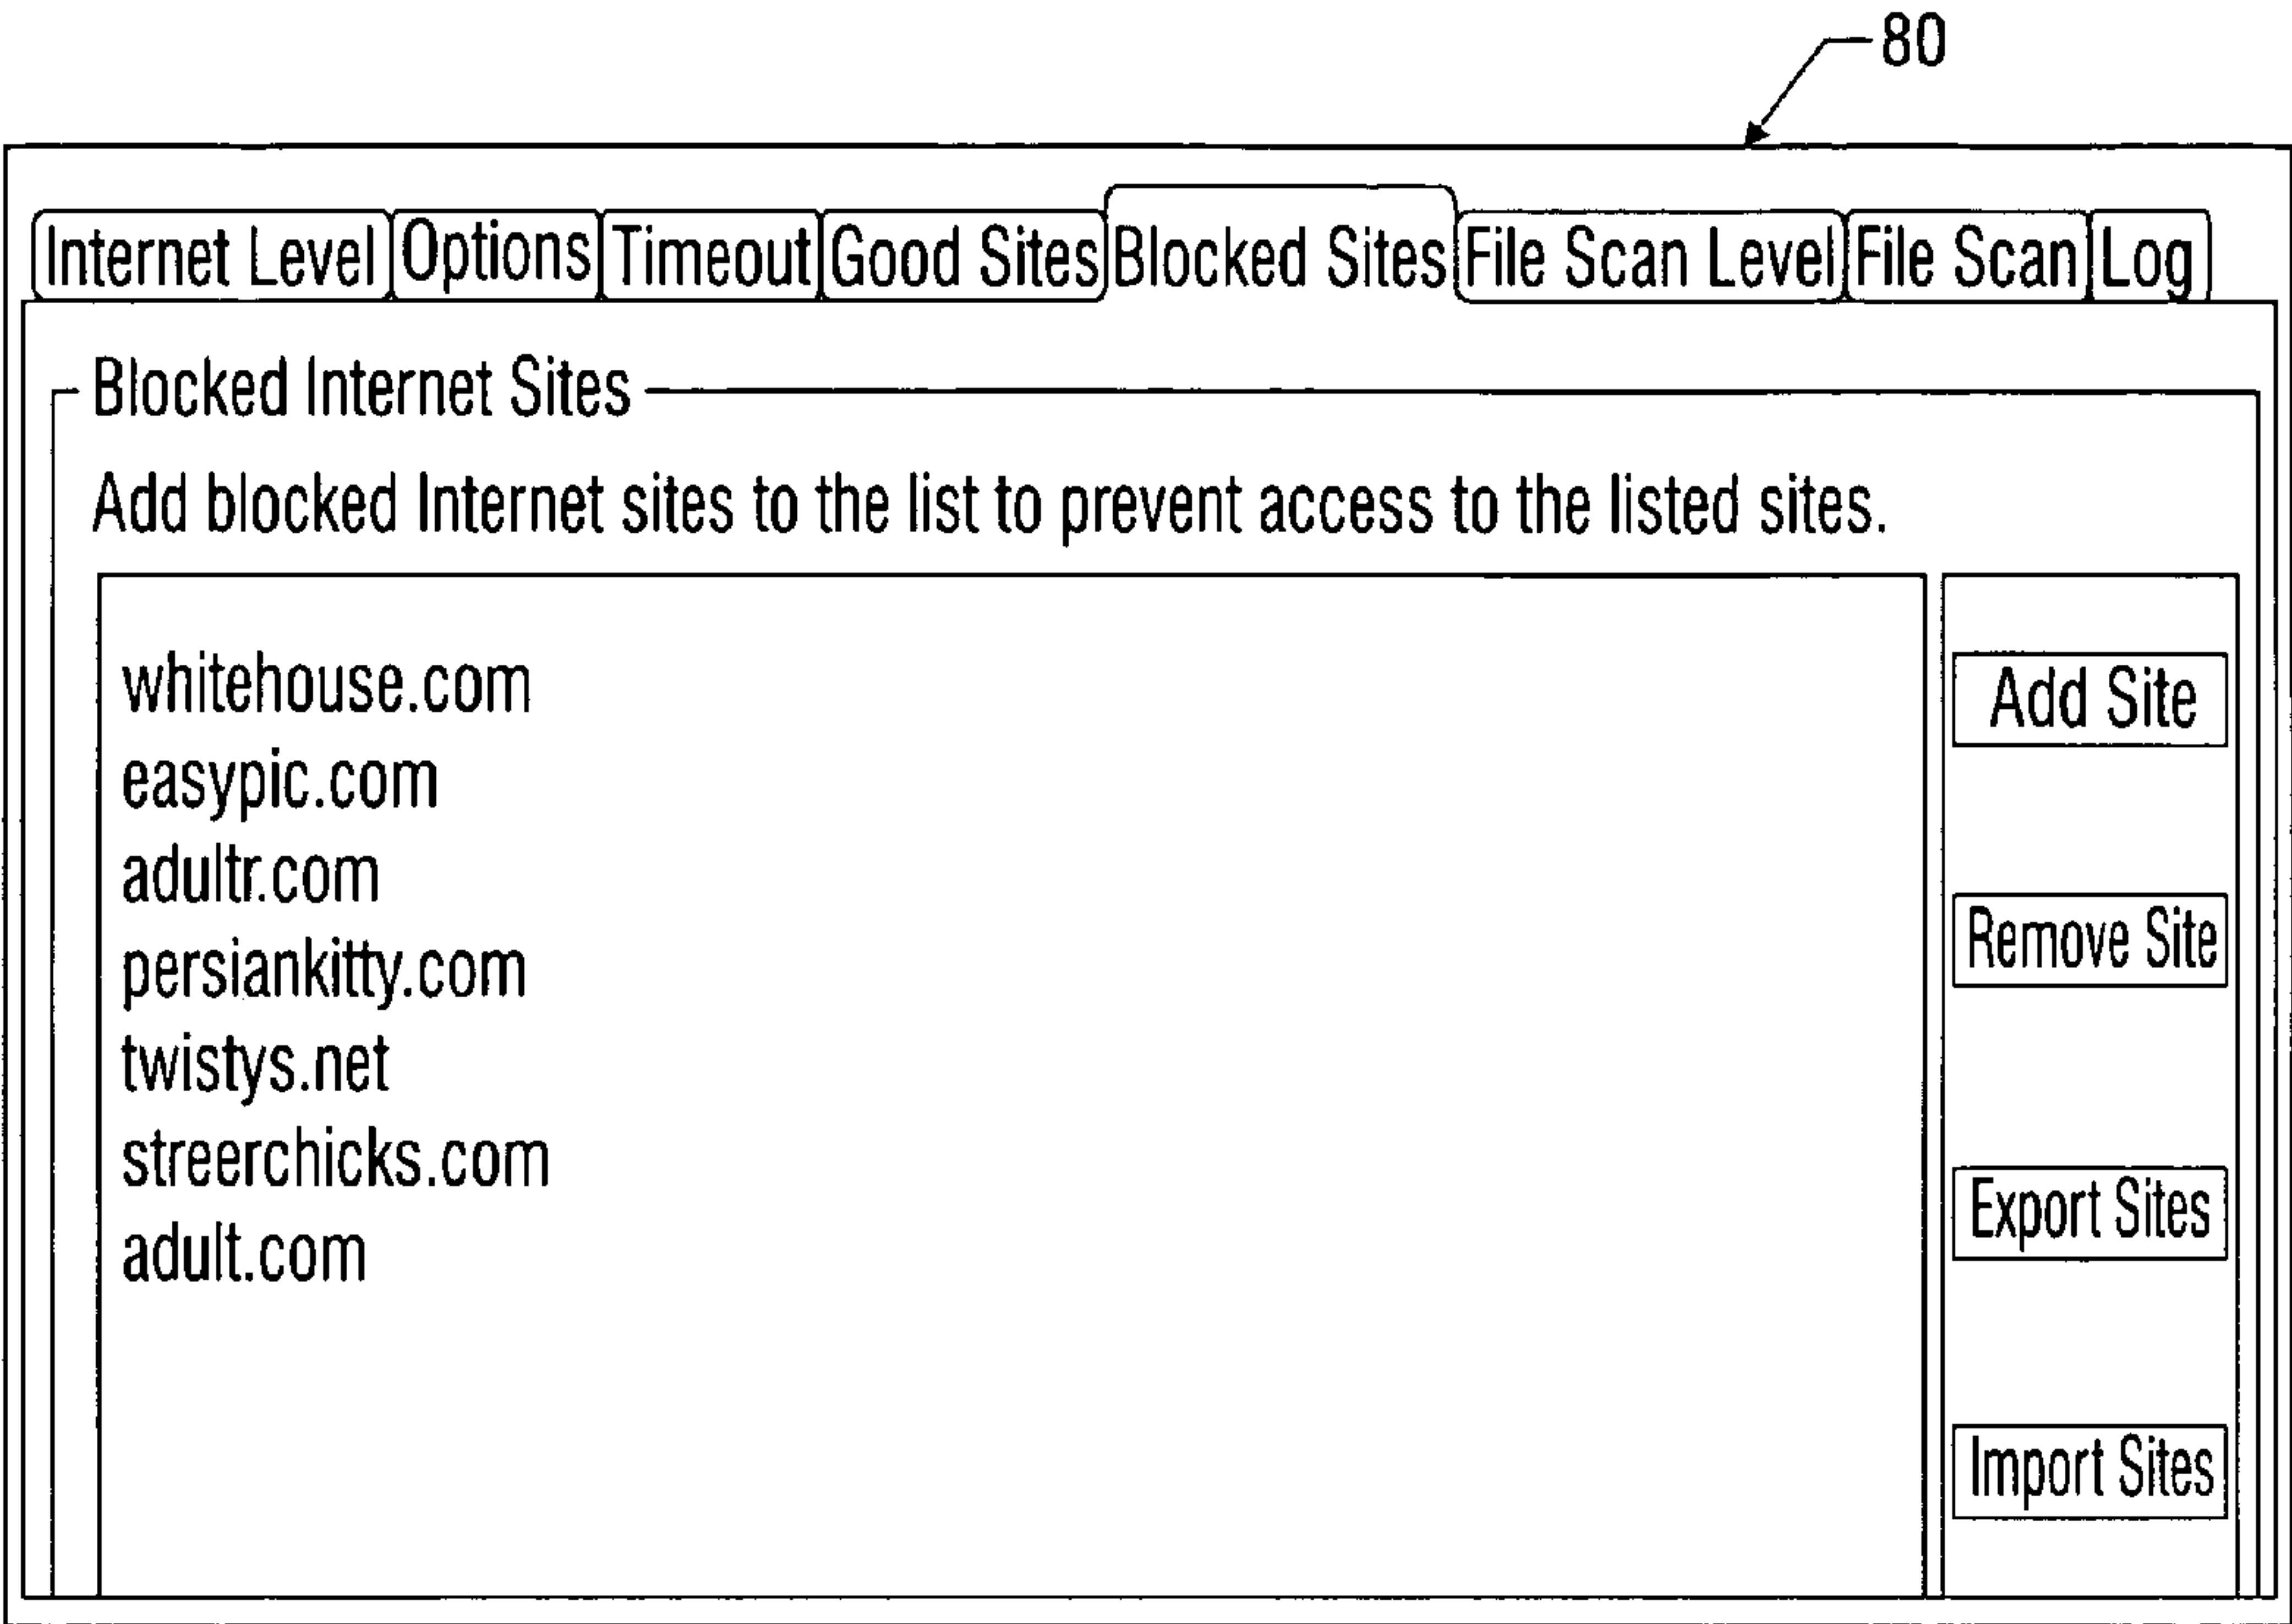 80
Internet Level Options Timeout Good Sites Blocked Sites File Scan Level File Scan Log
Blocked Internet Sites
Add blocked Internet sites to the list to prevent access to the listed sites.
whitehouse.com
easypic.com
adultr.com
persiankitty.com
twistys.net
streerchicks.com
adult.com
Add Site
Remove Site
Export Sites
Import Sites